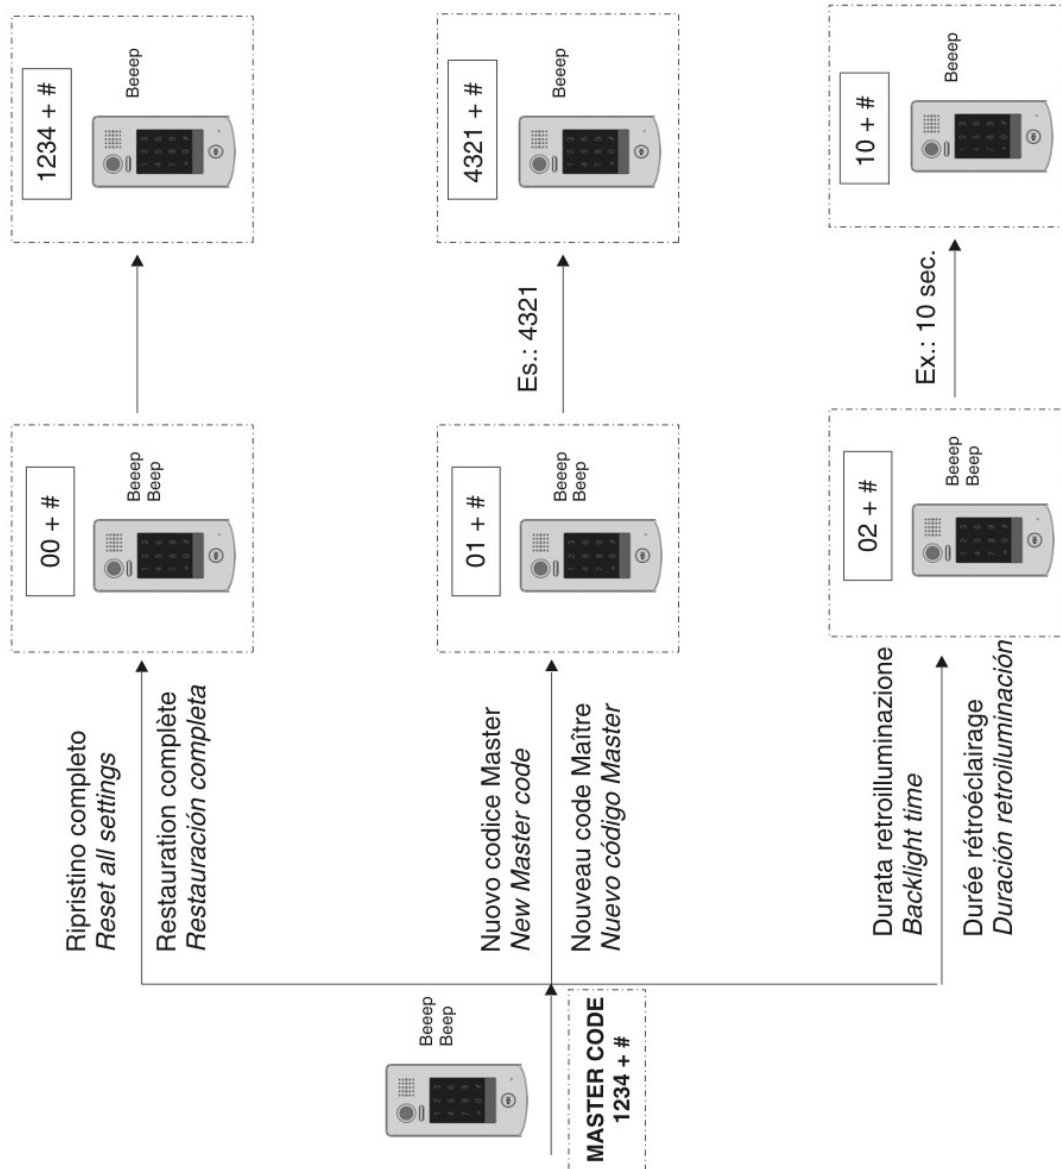 MASTER CODE
1234 + #
Beeep
Beep
Ripristino completo
Reset all settings
Restauration complète
Restauración completa
00 + #
Beeep
Beep
1234 + #
Beeep
Nuovo codice Master
New Master code
Nouveau code Maître
Nuevo código Master
01 + #
Beeep
Beep
Es.: 4321
4321 + #
Beeep
Durata retroilluminazione
Backlight time
Durée rétroéclairage
Duración retroiluminación
02 + #
Beeep
Beep
Ex.: 10 sec.
10 + #
Beeep